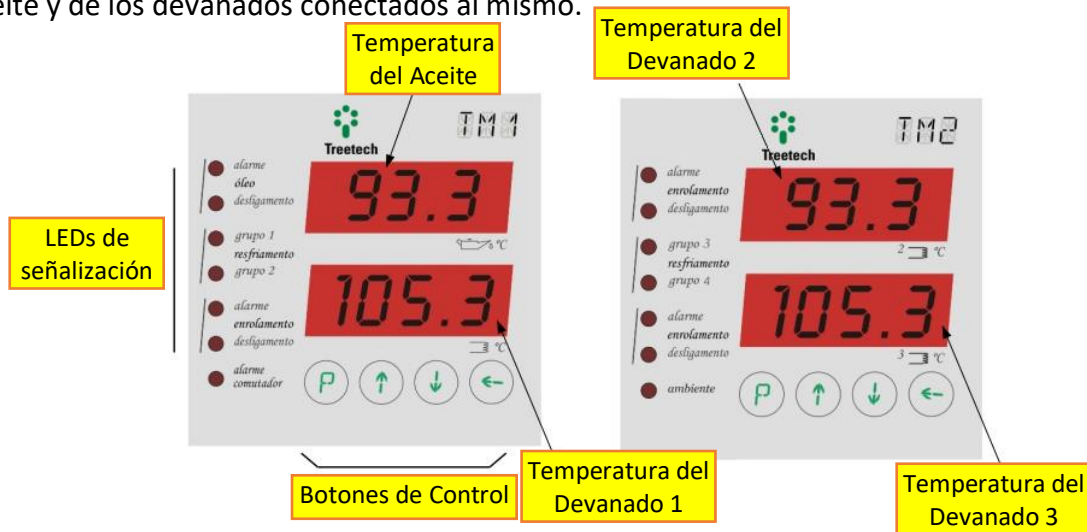 eite y de los devanados conectados al mismo.
Temperatura
del Aceite
Temperatura del
Devanado 2
LEDs de
señalización
Treetech
TM1
alarme
óleo
desligamento
93.3
°C
grupo 1
resfriamento
grupo 2
105.3
alarme
enrolamento
desligamento
°C
alarme
comutador
P
Botones de Control
Temperatura del
Devanado 1
Treetech
TM2
alarme
enrolamento
desligamento
93.3
2 °C
grupo 3
resfriamento
grupo 4
105.3
alarme
enrolamento
desligamento
3 °C
ambiente
P
Temperatura del
Devanado 3